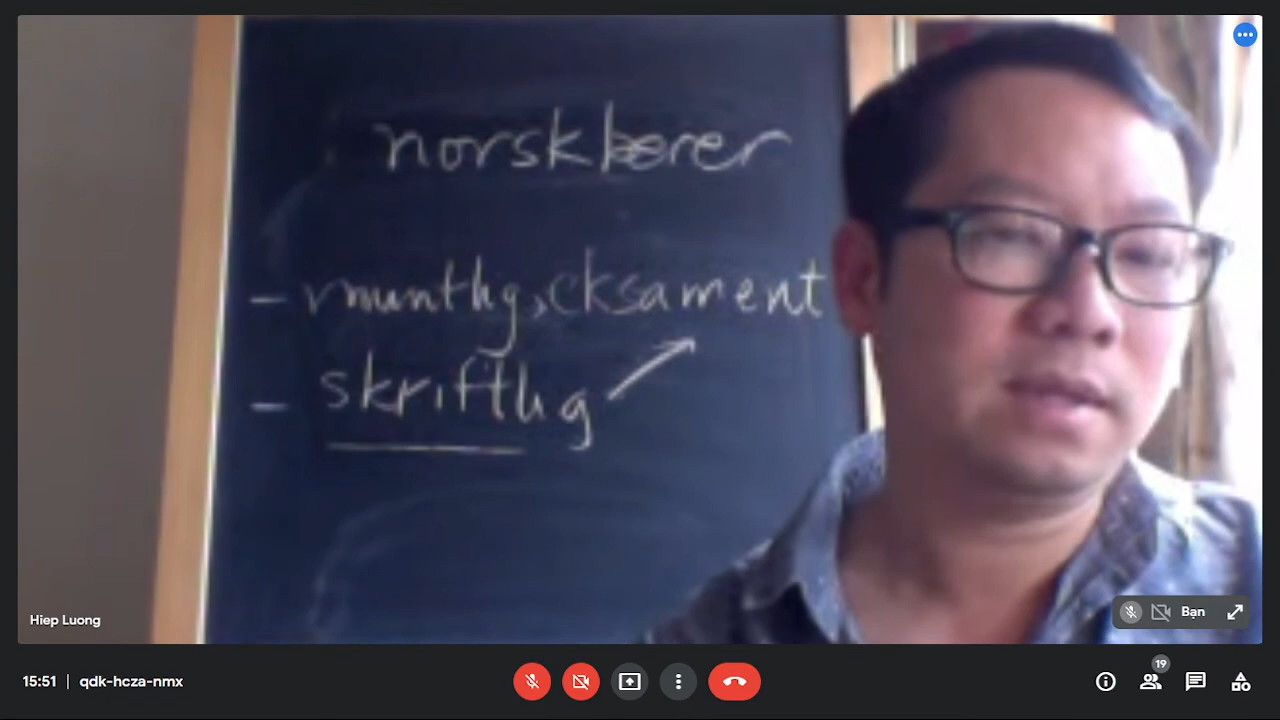 norsklærer
- muntlig, eksament
- skriftlig
Hiep Luong
Bạn
15:51 | qdk-hcza-nmx
19